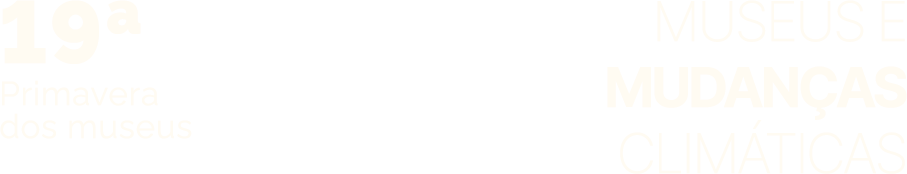 19ª
Primavera
dos museus
MUSEUS E
MUDANÇAS
CLIMÁTICAS